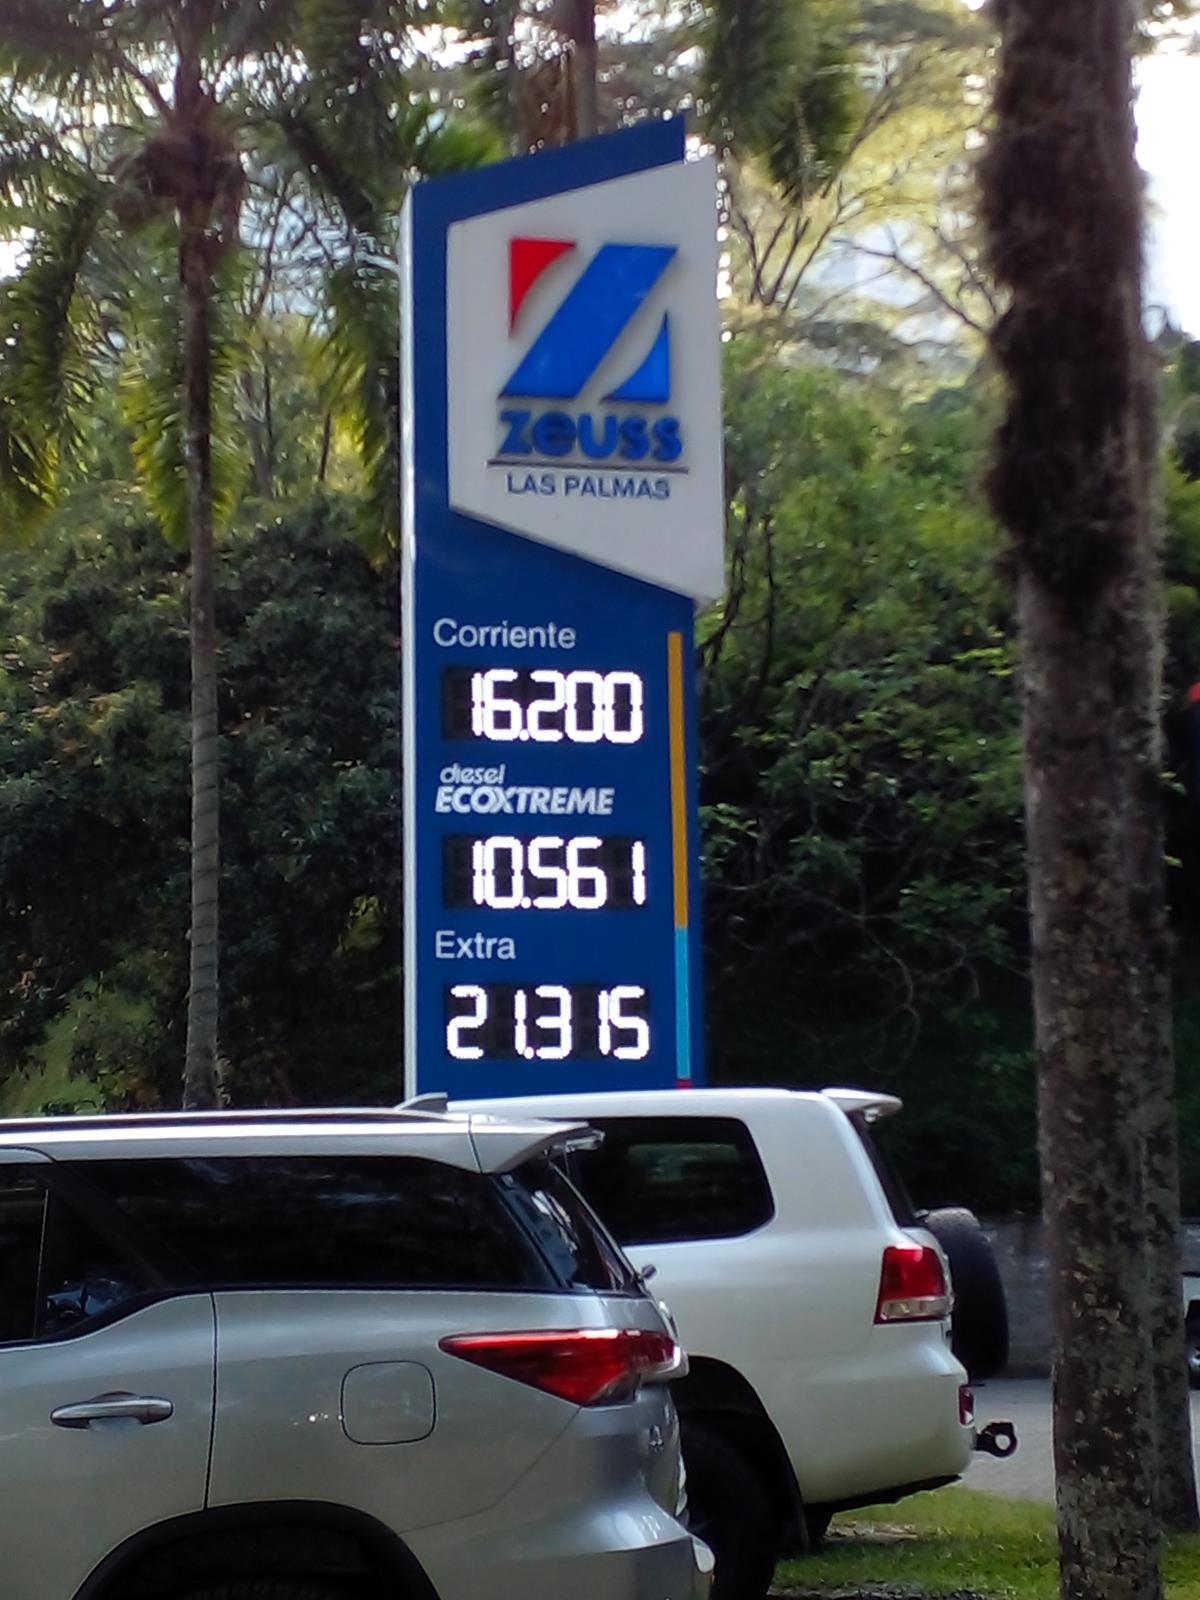 zeuss
LAS PALMAS
Corriente
16.200
diesel
ECOXTREME
10.561
Extra
21.315